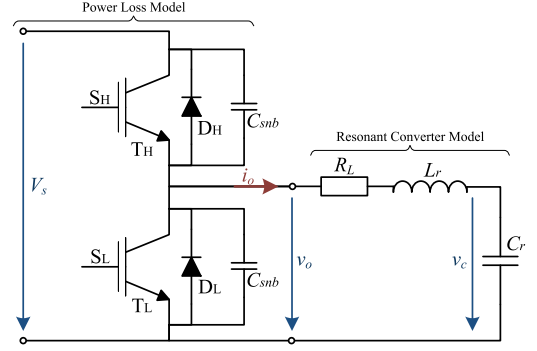 Power Loss Model
SH
TH
DH
Csnb
Vs
io
Resonant Converter Model
RL
Lr
SL
TL
DL
Csnb
vo
vc
Cr